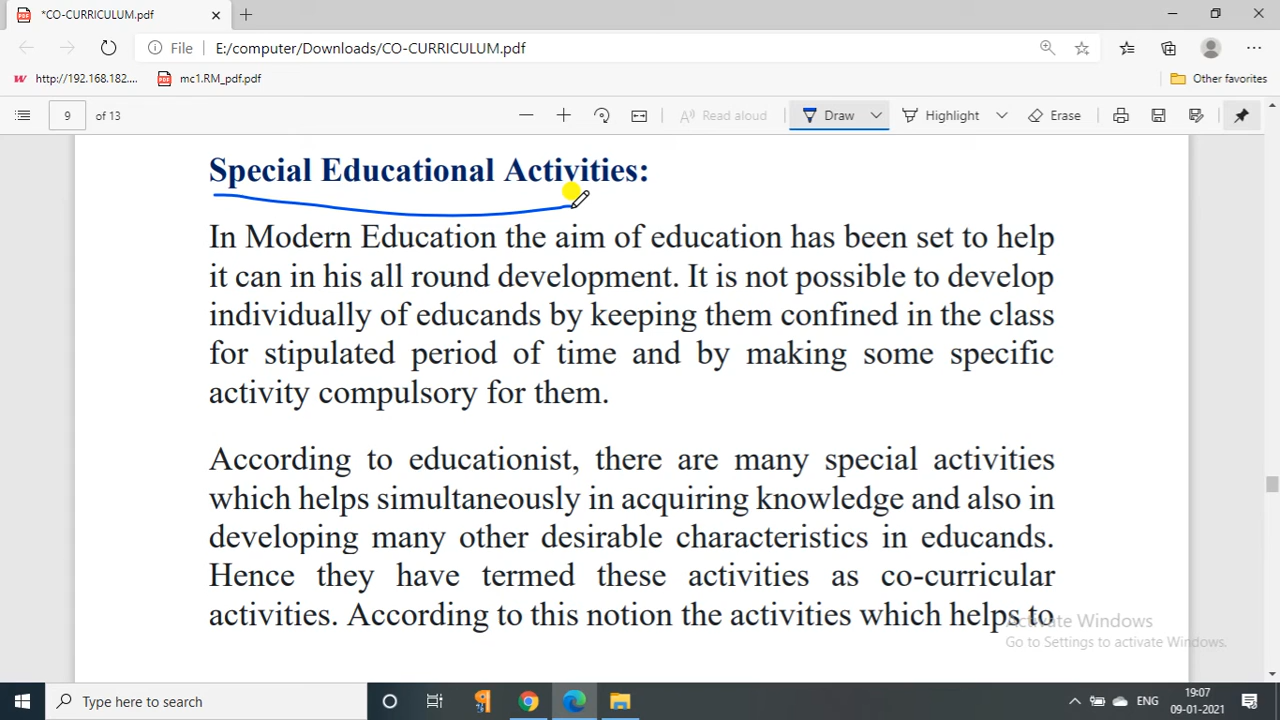 *CO-CURRICULUM.pdf
File
E:/computer/Downloads/CO-CURRICULUM.pdf
http://192.168.182....
mc1.RM_pdf.pdf
Other favorites
9 of 13
Read aloud
Draw
Highlight
Erase
Special Educational Activities:
In Modern Education the aim of education has been set to help
it can in his all round development. It is not possible to develop
individually of educands by keeping them confined in the class
for stipulated period of time and by making some specific
activity compulsory for them.
According to educationist, there are many special activities
which helps simultaneously in acquiring knowledge and also in
developing many other desirable characteristics in educands.
Hence they have termed these activities as co-curricular
activities. According to this notion the activities which helps to
Activate Windows
Go to Settings to activate Windows.
Type here to search
ENG
19:07
09-01-2021